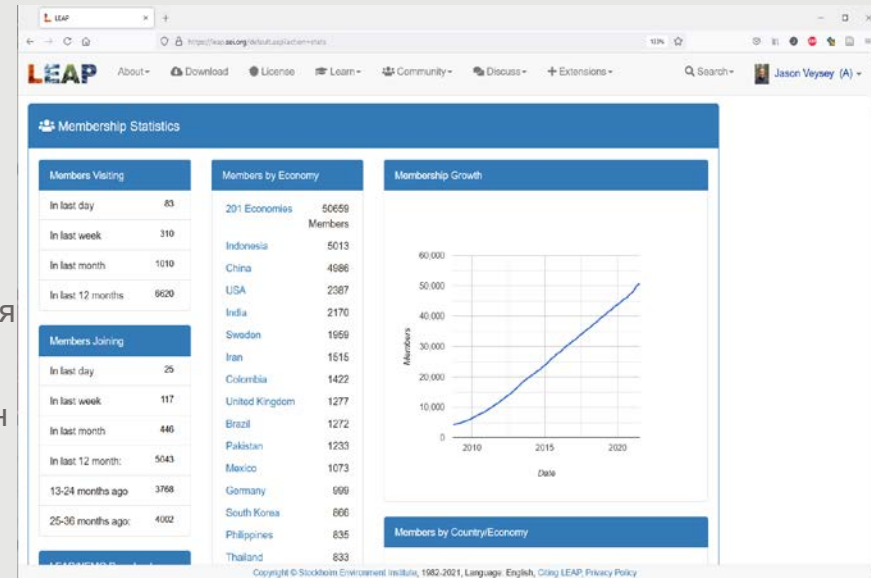 LEAP
https://leap.sei.org/default.asp?action=stats
LEAP
About
Download
License
Learn
Community
Discuss
Extensions
Search
Jason Veysey (A)
Membership Statistics
Members Visiting
In last day 83
In last week 310
In last month 1010
In last 12 months 6620
Members Joining
In last day 25
In last week 117
In last month 446
In last 12 month: 5043
13-24 months ago 3768
25-36 months ago: 4002
Members by Economy
201 Economies 50659
Members
Indonesia 5013
China 4986
USA 2387
India 2170
Sweden 1959
Iran 1515
Colombia 1422
United Kingdom 1277
Brazil 1272
Pakistan 1233
Mexico 1073
Germany 999
South Korea 866
Philippines 835
Thailand 833
Membership Growth
60,000
50,000
40,000
30,000
20,000
10,000
0
Members
2010 2015 2020
Date
Members by Country/Economy
Copyright © Stockholm Environment Institute, 1982-2021, Language: English, Citing LEAP, Privacy Policy
я
н